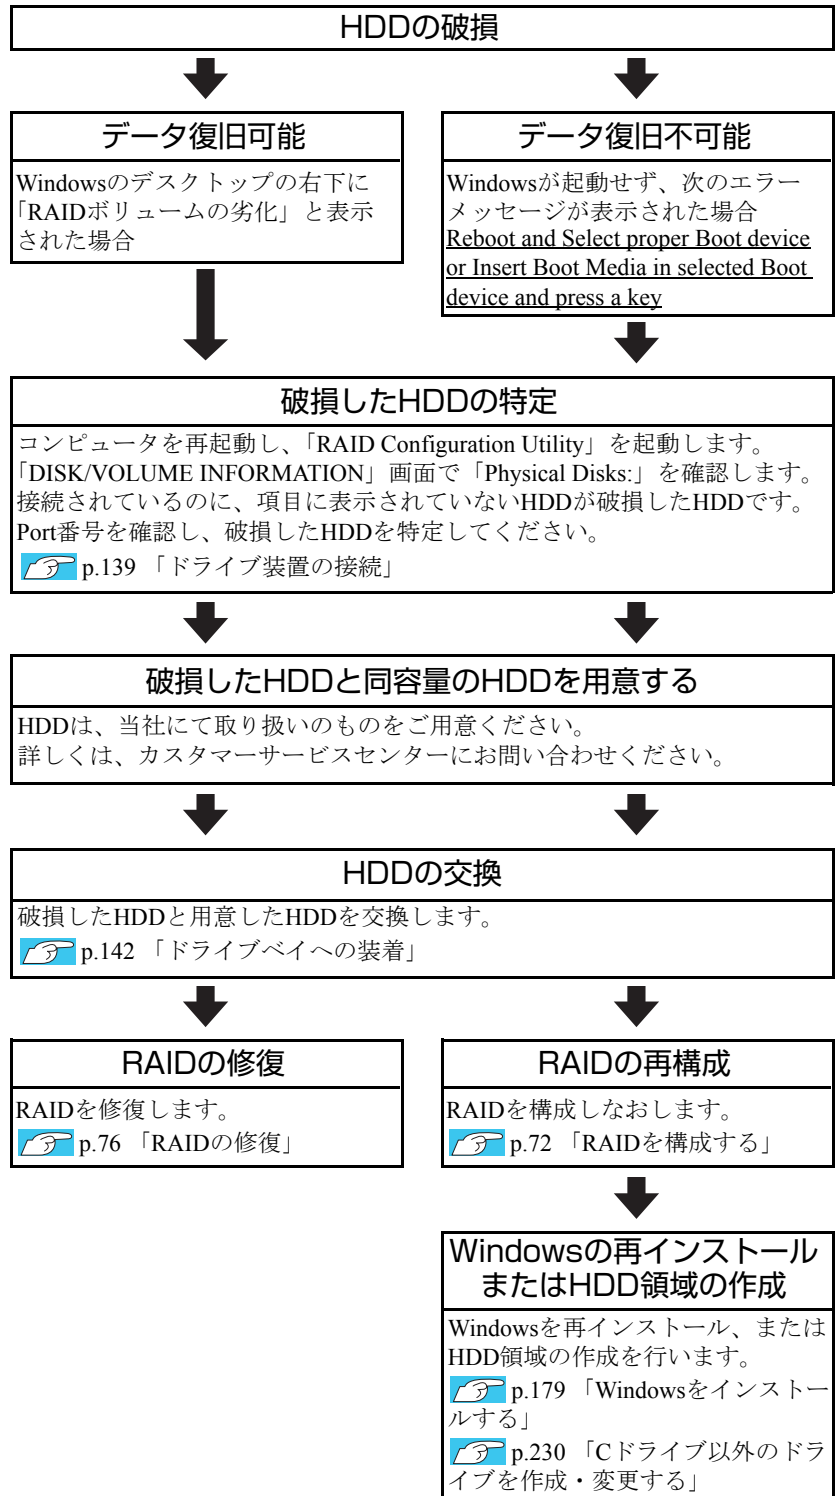 HDDの破損
データ復旧可能
Windowsのデスクトップの右下に
「RAIDボリュームの劣化」と表示
された場合
データ復旧不可能
Windowsが起動せず、次のエラー
メッセージが表示された場合
Reboot and Select proper Boot device
or Insert Boot Media in selected Boot
device and press a key
破損したHDDの特定
コンピュータを再起動し、「RAID Configuration Utility」を起動します。
「DISK/VOLUME INFORMATION」画面で「Physical Disks:」を確認します。
接続されているのに、項目に表示されていないHDDが破損したHDDです。
Port番号を確認し、破損したHDDを特定してください。
p.139 「ドライブ装置の接続」
破損したHDDと同容量のHDDを用意する
HDDは、当社にて取り扱いのものをご用意ください。
詳しくは、カスタマーサービスセンターにお問い合わせください。
HDDの交換
破損したHDDと用意したHDDを交換します。
p.142 「ドライブベイへの装着」
RAIDの修復
RAIDを修復します。
p.76 「RAIDの修復」
RAIDの再構成
RAIDを構成しなおします。
p.72 「RAIDを構成する」
Windowsの再インストール
またはHDD領域の作成
Windowsを再インストール、または
HDD領域の作成を行います。
p.179 「Windowsをインストー
ルする」
p.230 「Cドライブ以外のドラ
イブを作成・変更する」